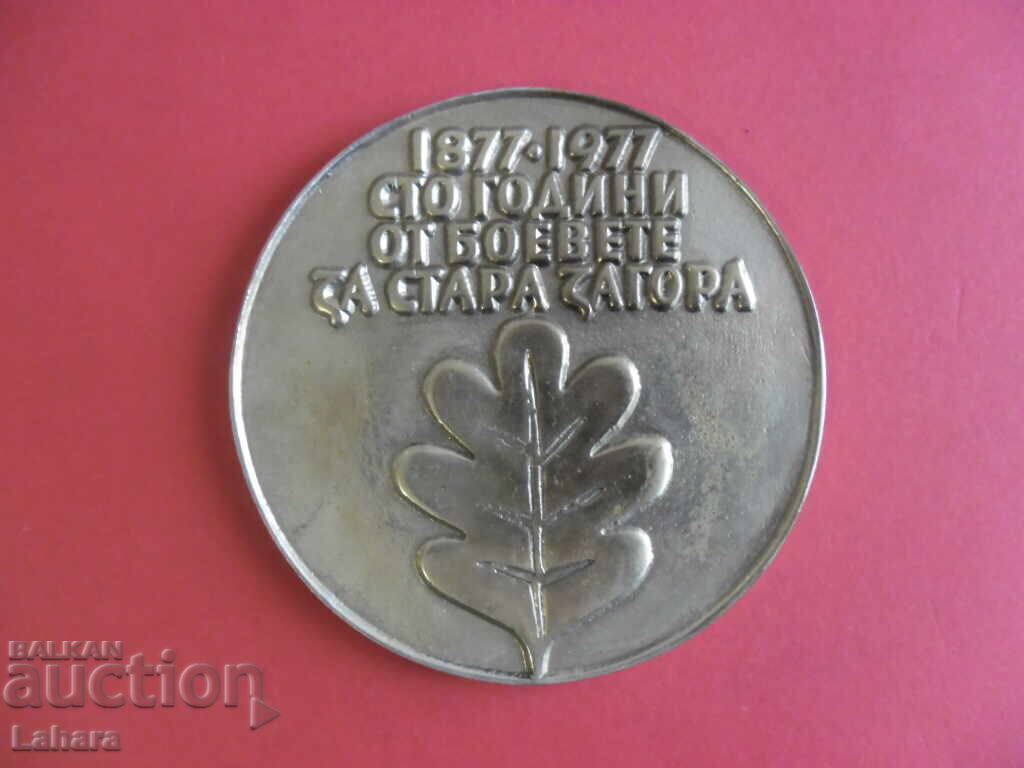 1877·1977
СТО ГОДИНИ
ОТ БОЕВЕТЕ
ЗА СТАРА ЗАГОРА
BALKAN
auction
Lahara